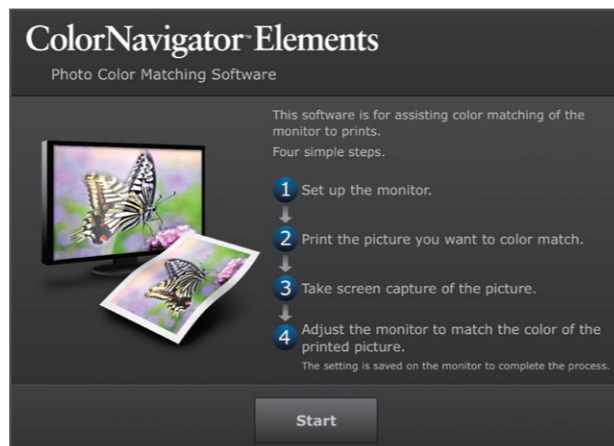 ColorNavigator™ Elements
Photo Color Matching Software
This software is for assisting color matching of the
monitor to prints.
Four simple steps.
1 Set up the monitor.
2 Print the picture you want to color match.
3 Take screen capture of the picture.
4 Adjust the monitor to match the color of the
printed picture.
The setting is saved on the monitor to complete the process.
Start